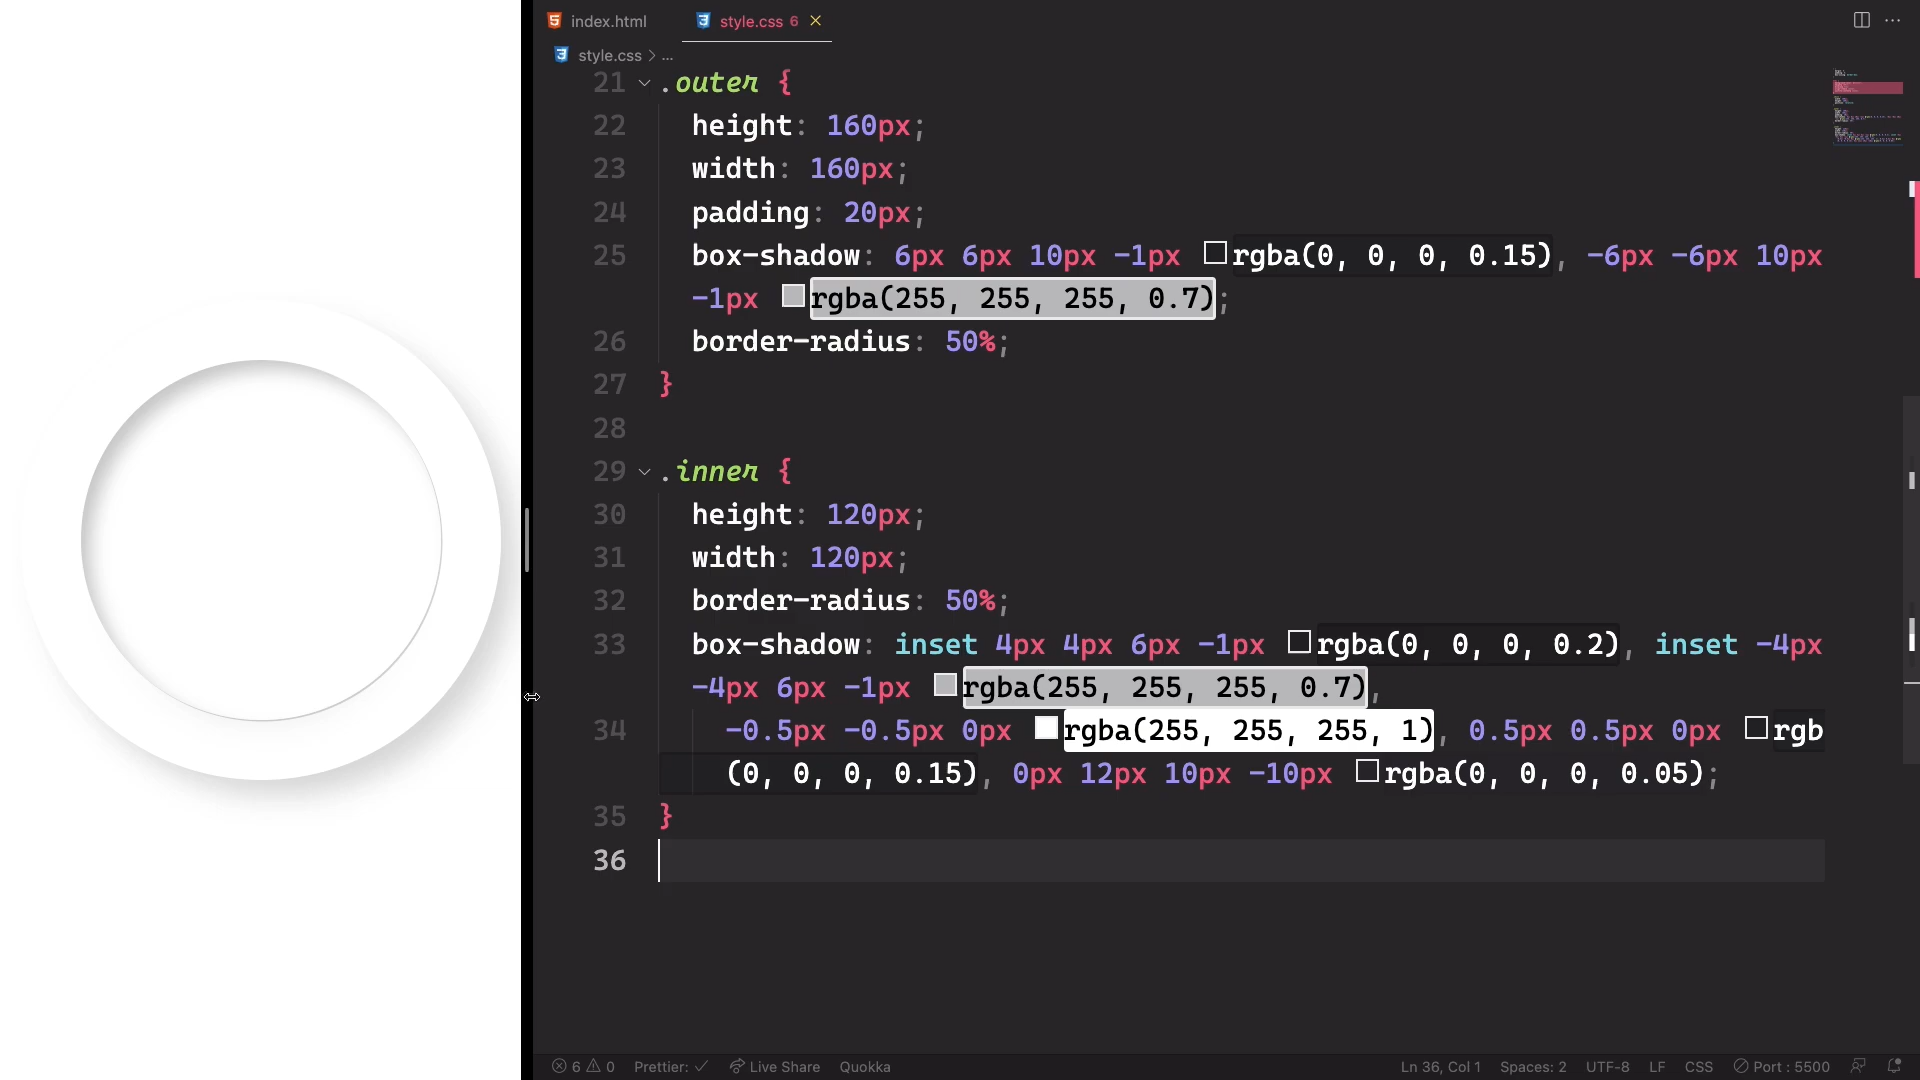 index.html style.css 6
style.css > ...
21 .outer {
22 height: 160px;
23 width: 160px;
24 padding: 20px;
25 box-shadow: 6px 6px 10px -1px rgba(0, 0, 0, 0.15), -6px -6px 10px
-1px rgba(255, 255, 255, 0.7);
26 border-radius: 50%;
27 }
28
29 .inner {
30 height: 120px;
31 width: 120px;
32 border-radius: 50%;
33 box-shadow: inset 4px 4px 6px -1px rgba(0, 0, 0, 0.2), inset -4px
-4px 6px -1px rgba(255, 255, 255, 0.7),
34 -0.5px -0.5px 0px rgba(255, 255, 255, 1), 0.5px 0.5px 0px rgb
(0, 0, 0, 0.15), 0px 12px 10px -10px rgba(0, 0, 0, 0.05);
35 }
36
6 0 Prettier: ✓ Live Share Quokka Ln 36, Col 1 Spaces: 2 UTF-8 LF CSS Port : 5500